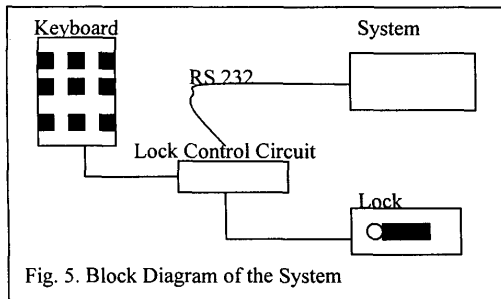 Keyboard
System
RS 232
Lock Control Circuit
Lock
Fig. 5. Block Diagram of the System